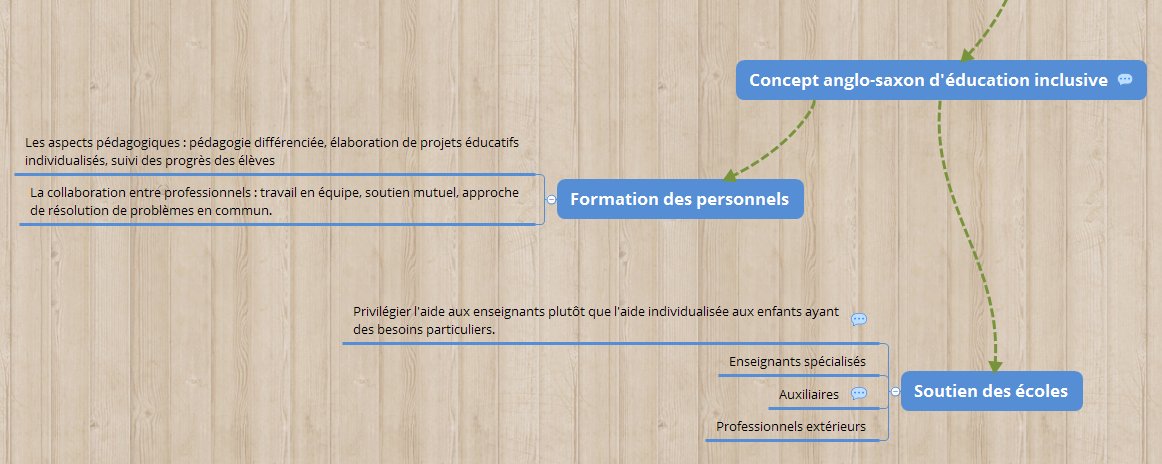 Concept anglo-saxon d'éducation inclusive
Les aspects pédagogiques : pédagogie différenciée, élaboration de projets éducatifs
individualisés, suivi des progrès des élèves
La collaboration entre professionnels : travail en équipe, soutien mutuel, approche
de résolution de problèmes en commun.
Formation des personnels
Privilégier l'aide aux enseignants plutôt que l'aide individualisée aux enfants ayant
des besoins particuliers.
Enseignants spécialisés
Auxiliaires
Professionnels extérieurs
Soutien des écoles